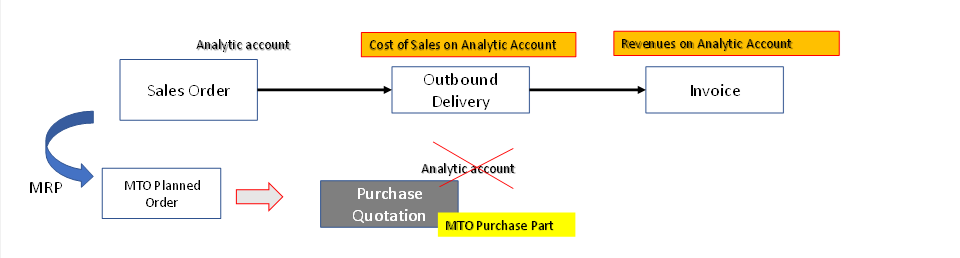 Analytic account
Cost of Sales on Analytic Account
Revenues on Analytic Account
Sales Order
Outbound
Delivery
Invoice
MRP
MTO Planned
Order
Analytic account
Purchase
Quotation
MTO Purchase Part